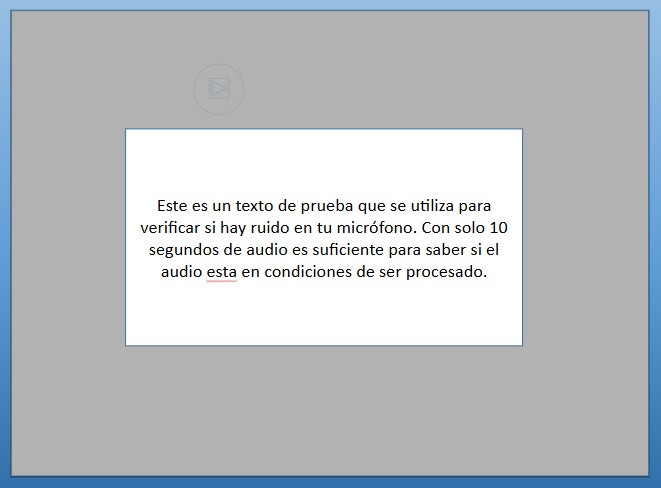 Este es un texto de prueba que se utiliza para
verificar si hay ruido en tu micrófono. Con solo 10
segundos de audio es suficiente para saber si el
audio esta en condiciones de ser procesado.